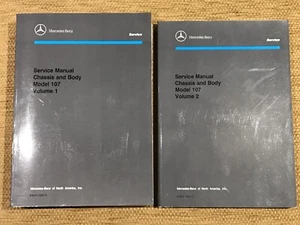 Mercedes-Benz
Service
Service Manual
Chassis and Body
Model 107
Volume 1
Mercedes-Benz of North America, Inc.
Mercedes-Benz
Service
Service Manual
Chassis and Body
Model 107
Volume 2
Mercedes-Benz of North America, Inc.